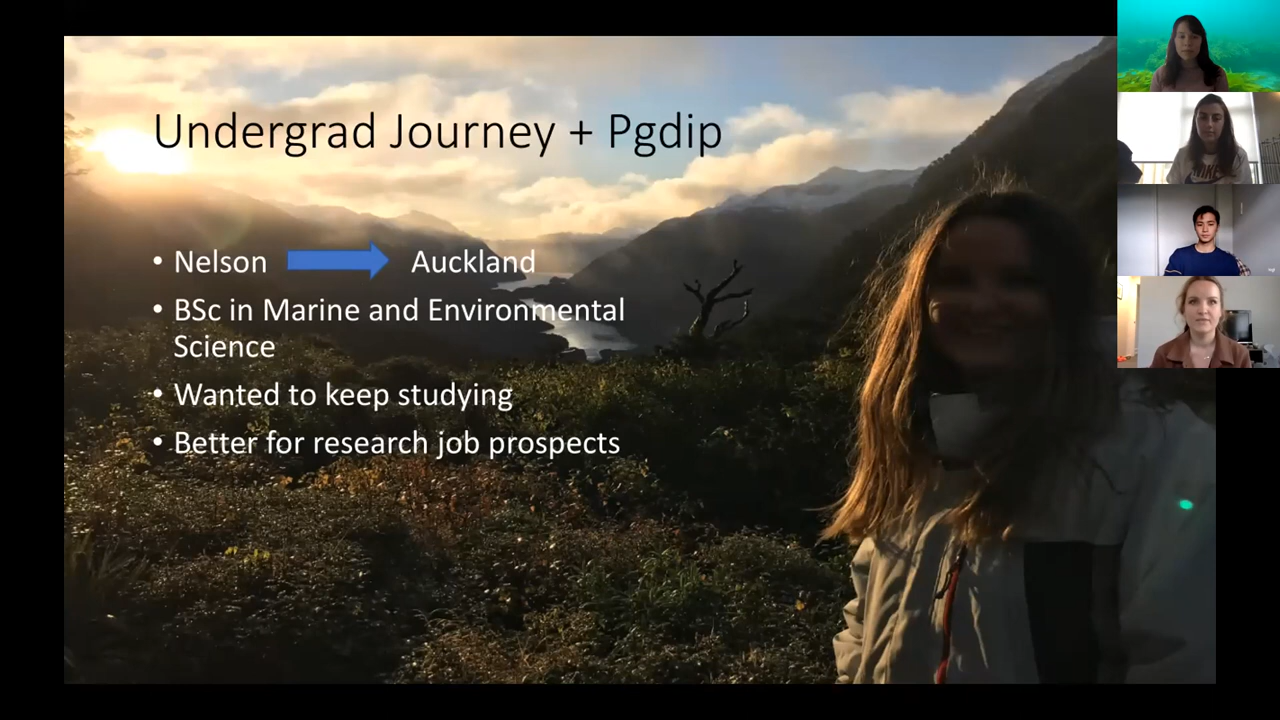 Undergrad Journey + Pgdip
• Nelson Auckland
• BSc in Marine and Environmental
Science
• Wanted to keep studying
• Better for research job prospects